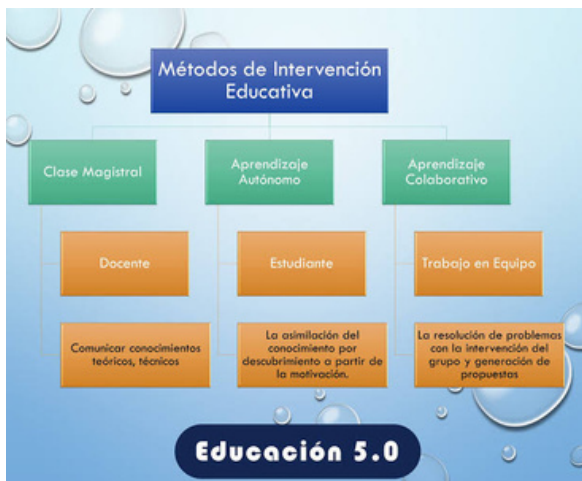 Métodos de Intervención
Educativa
Clase Magistral
Aprendizaje
Autónomo
Aprendizaje
Colaborativo
Docente
Estudiante
Trabajo en Equipo
Comunicar conocimientos
teóricos, técnicos
La asimilación del
conocimiento por
descubrimiento a partir de
la motivación.
La resolución de problemas
con la intervención del
grupo y generación de
propuestas
Educación 5.0